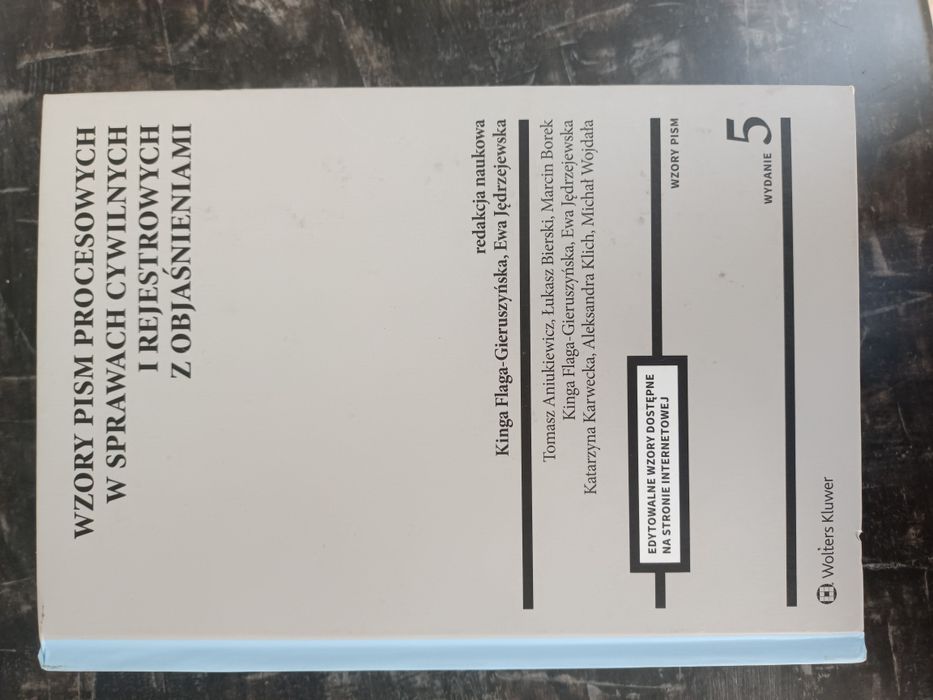 WZORY PISM PROCESOWYCH
W SPRAWACH CYWILNYCH
I REJESTROWYCH
Z OBJAŚNIENIAMI
redakcja naukowa
Kinga Flaga-Gieruszyńska, Ewa Jędrzejewska
Tomasz Aniukiewicz, Łukasz Bierski, Marcin Borek
Kinga Flaga-Gieruszyńska, Ewa Jędrzejewska
Katarzyna Karwecka, Aleksandra Klich, Michał Wojdała
EDYTOWALNE WZORY DOSTĘPNE
NA STRONIE INTERNETOWEJ
WZORY PISM
WYDANIE 5
Wolters Kluwer